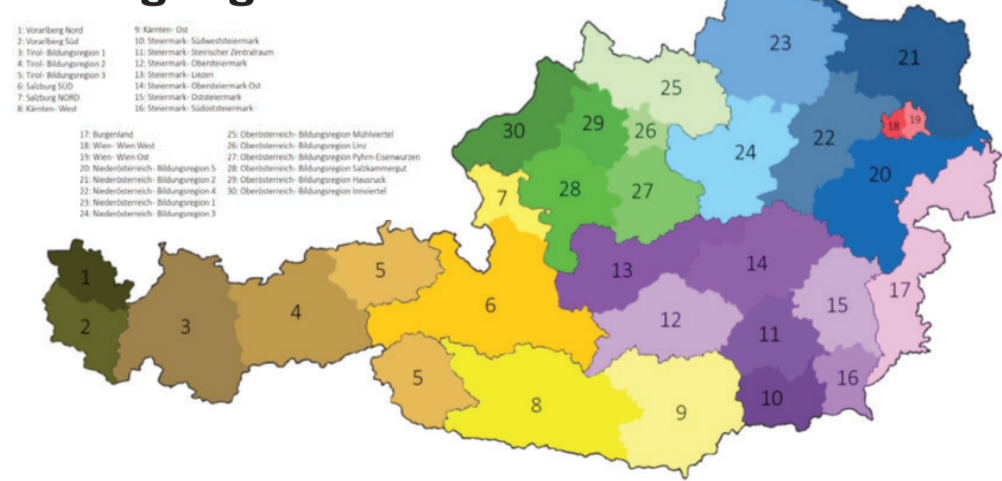 1: Vorarlberg Nord
2: Vorarlberg Süd
3: Tirol- Bildungsregion 1
4: Tirol- Bildungsregion 2
5: Tirol- Bildungsregion 3
6: Salzburg SÜD
7: Salzburg NORD
8: Kärnten- West
9: Kärnten- Ost
10: Steiermark- Südweststeiermark
11: Steiermark- Steirischer Zentralraum
12: Steiermark- Obersteiermark
13: Steiermark- Liezen
14: Steiermark- Obersteiermark Ost
15: Steiermark- Oststeiermark
16: Steiermark- Südoststeiermark
17: Burgenland
18: Wien- Wien West
19: Wien- Wien Ost
20: Niederösterreich- Bildungsregion 5
21: Niederösterreich- Bildungsregion 2
22: Niederösterreich- Bildungsregion 4
23: Niederösterreich- Bildungsregion 1
24: Niederösterreich- Bildungsregion 3
25: Oberösterreich- Bildungsregion Mühlviertel
26: Oberösterreich- Bildungsregion Linz
27: Oberösterreich- Bildungsregion Pyhrn-Eisenwurzen
28: Oberösterreich- Bildungsregion Salzkammergut
29: Oberösterreich- Bildungsregion Hausruck
30: Oberösterreich- Bildungsregion Innviertel
23
21
25
18 19
30 29 26
22
24
20
28 27
7
5
1
13 14
17
6
15
4
12
2 3
11
5
16
10
8
9